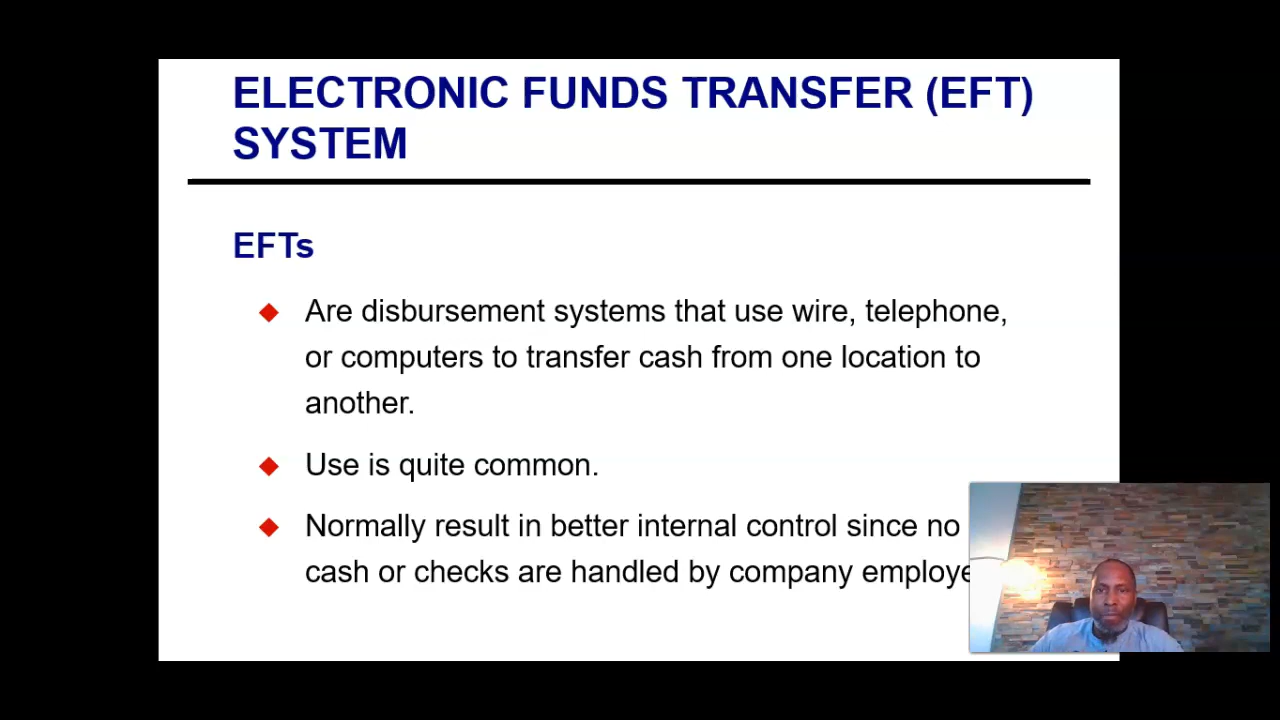 ELECTRONIC FUNDS TRANSFER (EFT)
SYSTEM
EFTs
Are disbursement systems that use wire, telephone,
or computers to transfer cash from one location to
another.
Use is quite common.
Normally result in better internal control since no
cash or checks are handled by company